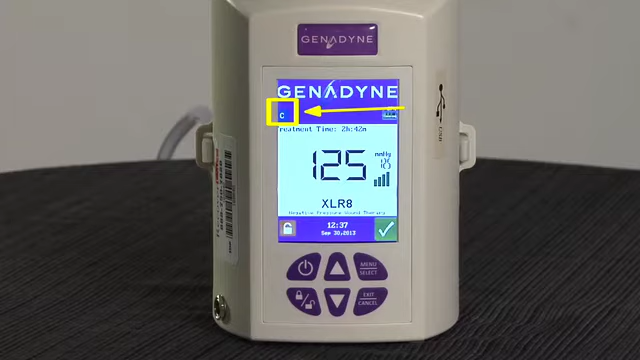 GENADYNE
GENADYNE
C
Treatment Time: 2h:42m
125
mmHg
XLR8
Negative Pressure Wound Therapy
12:37
Sep 30,2013
MENU/
SELECT
EXIT
CANCEL